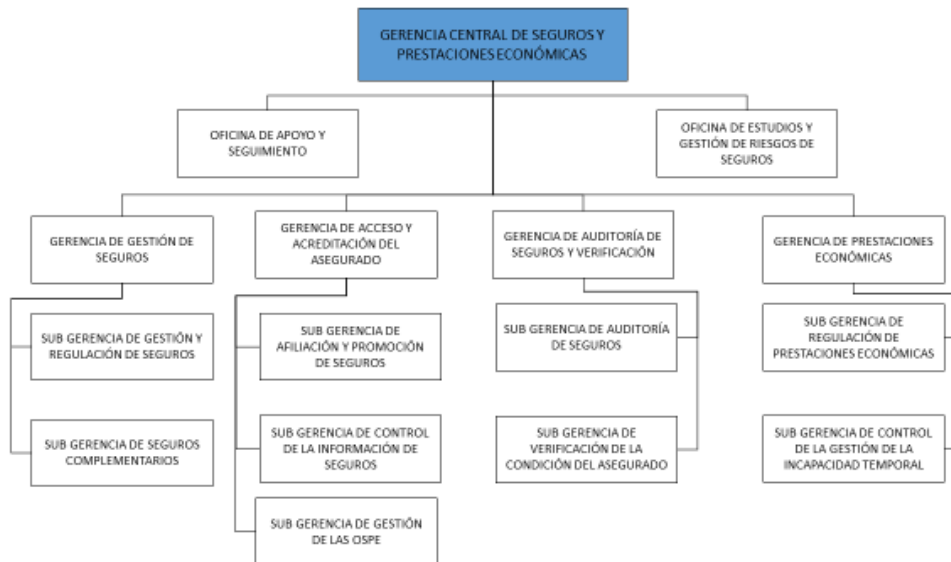 GERENCIA CENTRAL DE SEGUROS Y
PRESTACIONES ECONÓMICAS
OFICINA DE APOYO Y
SEGUIMIENTO
OFICINA DE ESTUDIOS Y
GESTIÓN DE RIESGOS DE
SEGUROS
GERENCIA DE GESTIÓN DE
SEGUROS
GERENCIA DE ACCESO Y
ACREDITACIÓN DEL
ASEGURADO
GERENCIA DE AUDITORÍA DE
SEGUROS Y VERIFICACIÓN
GERENCIA DE PRESTACIONES
ECONÓMICAS
SUB GERENCIA DE GESTIÓN Y
REGULACIÓN DE SEGUROS
SUB GERENCIA DE
AFILIACIÓN Y PROMOCIÓN
DE SEGUROS
SUB GERENCIA DE AUDITORÍA
DE SEGUROS
SUB GERENCIA DE
REGULACIÓN DE
PRESTACIONES ECONÓMICAS
SUB GERENCIA DE SEGUROS
COMPLEMENTARIOS
SUB GERENCIA DE CONTROL
DE LA INFORMACIÓN DE
SEGUROS
SUB GERENCIA DE
VERIFICACIÓN DE LA
CONDICIÓN DEL ASEGURADO
SUB GERENCIA DE CONTROL
DE LA GESTIÓN DE LA
INCAPACIDAD TEMPORAL
SUB GERENCIA DE GESTIÓN
DE LAS OSPE